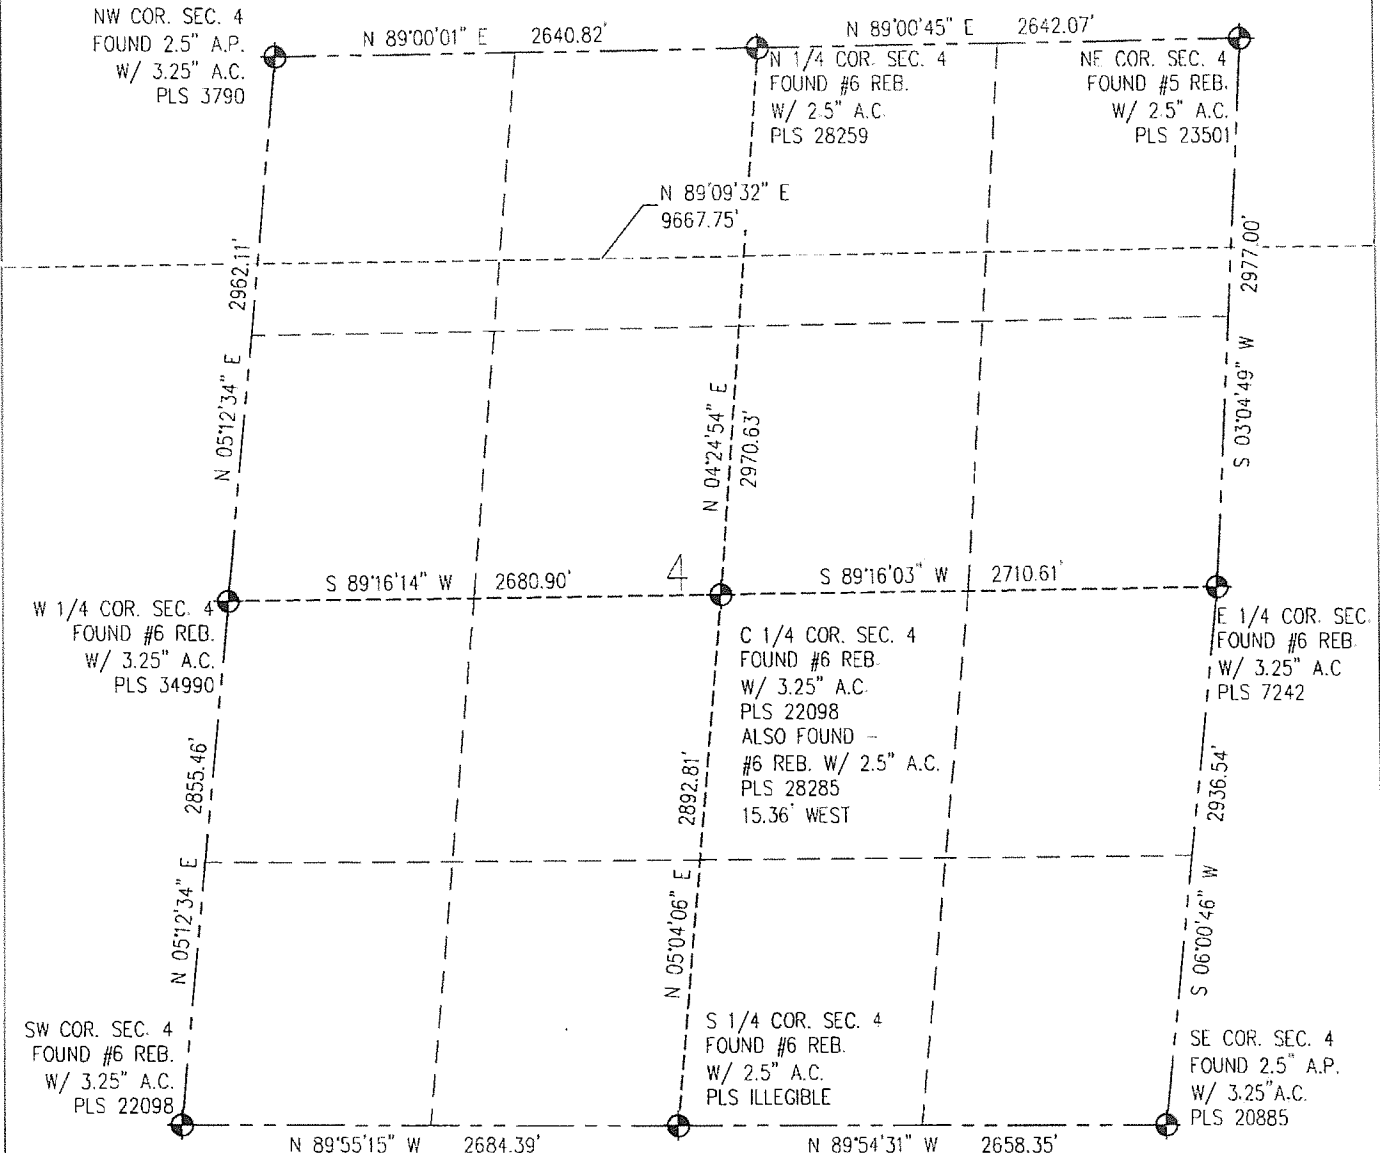 NW COR. SEC. 4
FOUND 2.5" A.P.
W/ 3.25" A.C.
PLS 3790
N 89°00'01" E 2640.82'
N 89°00'45" E 2642.07'
N 1/4 COR. SEC. 4
FOUND #6 REB.
W/ 2.5" A.C.
PLS 28259
NE COR. SEC. 4
FOUND #5 REB.
W/ 2.5" A.C.
PLS 23501
N 89°09'32" E
9667.75'
2962.11'
N 05°12'34" E
N 04°24'54" E
2970.63'
2977.00'
S 03°04'49" W
S 89°16'14" W 2680.90'
4
S 89°16'03" W 2710.61'
W 1/4 COR. SEC. 4
FOUND #6 REB.
W/ 3.25" A.C.
PLS 34990
C 1/4 COR. SEC. 4
FOUND #6 REB.
W/ 3.25" A.C.
PLS 22098
ALSO FOUND -
#6 REB. W/ 2.5" A.C.
PLS 28285
15.36' WEST
E 1/4 COR. SEC.
FOUND #6 REB.
W/ 3.25" A.C
PLS 7242
2855.46'
N 05°12'34" E
2892.81'
N 05°04'06" E
2936.54'
S 06°00'46" W
SW COR. SEC. 4
FOUND #6 REB.
W/ 3.25" A.C.
PLS 22098
S 1/4 COR. SEC. 4
FOUND #6 REB.
W/ 2.5" A.C.
PLS ILLEGIBLE
SE COR. SEC. 4
FOUND 2.5" A.P.
W/ 3.25"A.C.
PLS 20885
N 89°55'15" W 2684.39'
N 89°54'31" W 2658.35'